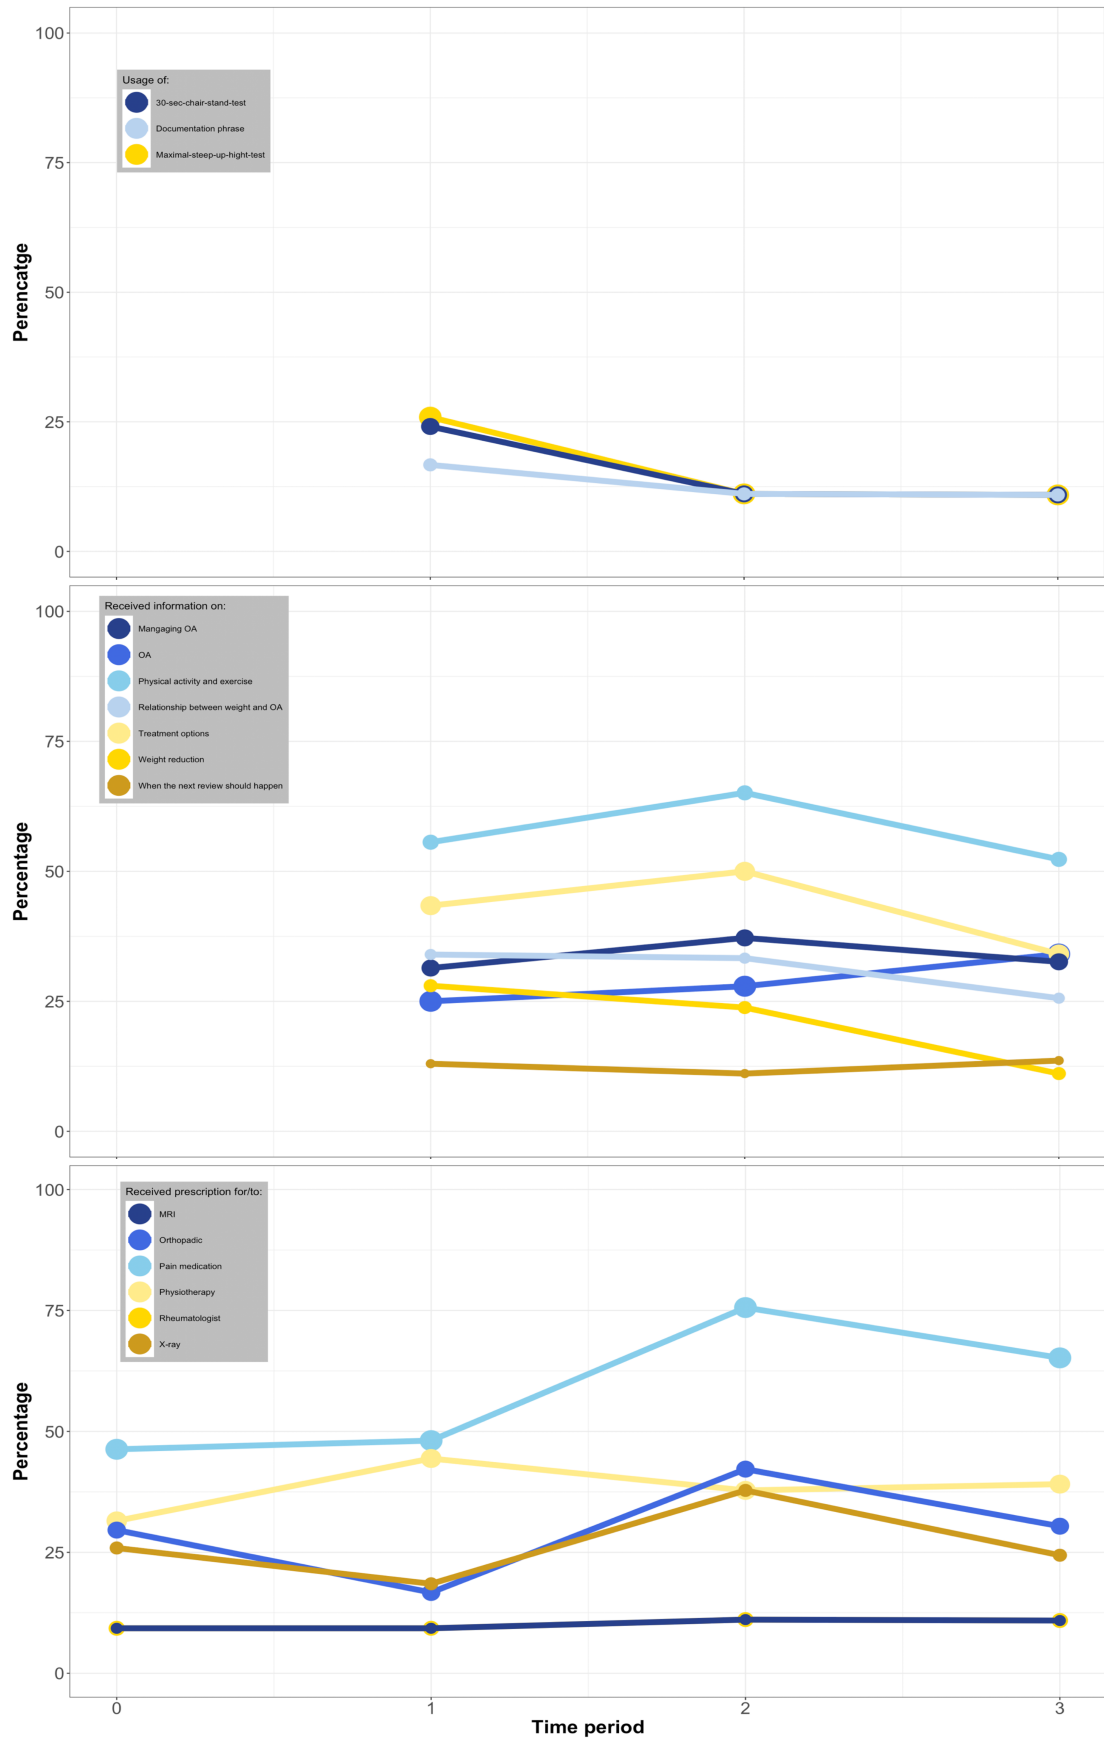 100
75
50
25
0
Perencatge
Usage of:
30-sec-chair-stand-test
Documentation phrase
Maximal-steep-up-hight-test
100
75
50
25
0
Percentage
Received information on:
Mangaging OA
OA
Physical activity and exercise
Relationship between weight and OA
Treatment options
Weight reduction
When the next review should happen
100
75
50
25
0
Percentage
Received prescription for/to:
MRI
Orthopadic
Pain medication
Physiotherapy
Rheumatologist
X-ray
0 1 2 3
Time period